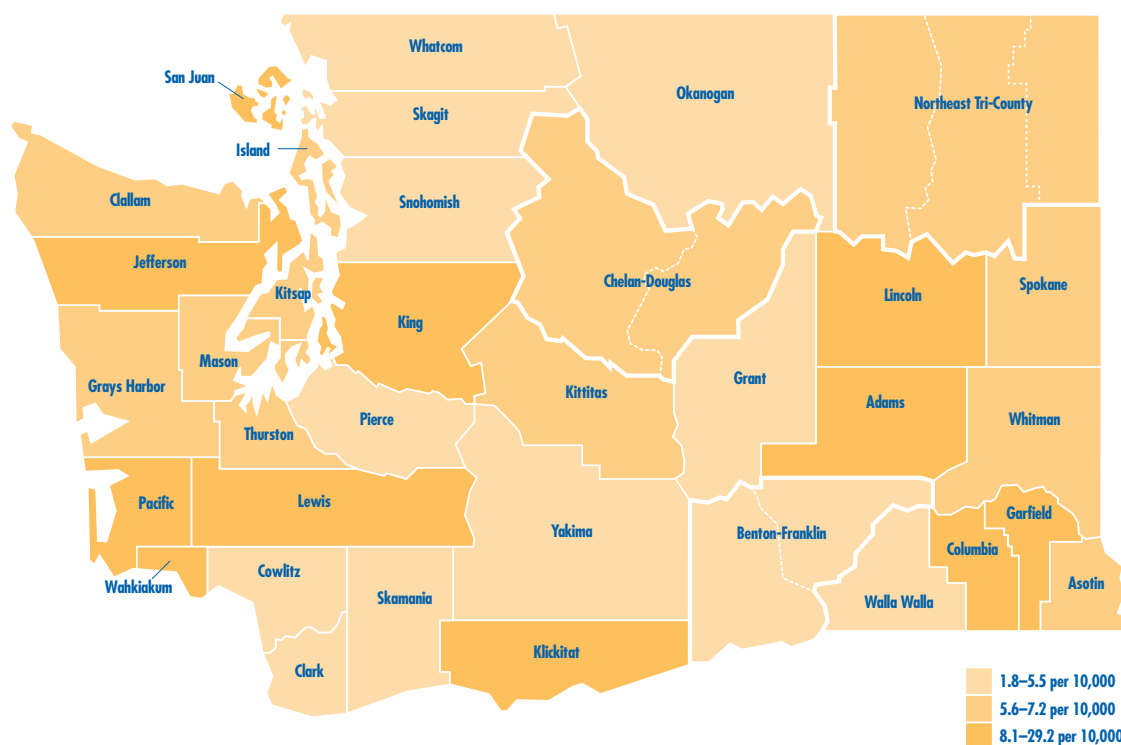 Whatcom
San Juan
Okanogan
Northeast Tri-County
Skagit
Island
Clallam
Snohomish
Jefferson
Chelan-Douglas
Spokane
Kitsap
Lincoln
King
Mason
Grant
Grays Harbor
Kittitas
Adams
Pierce
Whitman
Thurston
Pacific
Lewis
Garfield
Yakima
Benton-Franklin
Columbia
Cowlitz
Wahkiakum
Asotin
Skamania
Walla Walla
Klickitat
Clark
1.8–5.5 per 10,000
5.6–7.2 per 10,000
8.1–29.2 per 10,000